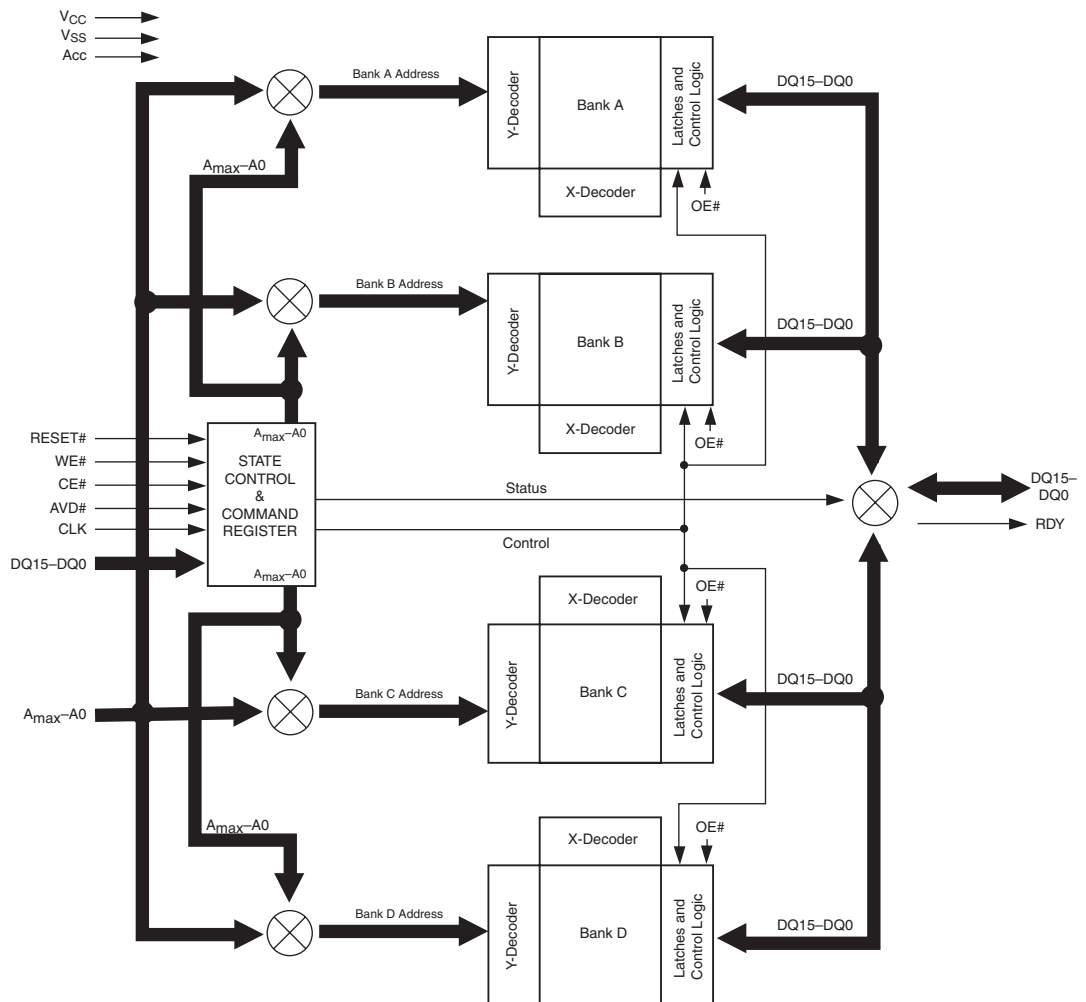 VCC
VSS
Acc
Bank A Address
Y-Decoder
Bank A
Latches and
Control Logic
DQ15–DQ0
X-Decoder
OE#
Amax–A0
Bank B Address
Y-Decoder
Bank B
Latches and
Control Logic
DQ15–DQ0
X-Decoder
OE#
RESET#
WE#
CE#
AVD#
CLK
DQ15–DQ0
Amax–A0
STATE
CONTROL
&
COMMAND
REGISTER
Amax–A0
Status
Control
DQ15–
DQ0
RDY
X-Decoder
OE#
Bank C Address
Y-Decoder
Bank C
Latches and
Control Logic
DQ15–DQ0
Amax–A0
Amax–A0
X-Decoder
OE#
Bank D Address
Y-Decoder
Bank D
Latches and
Control Logic
DQ15–DQ0